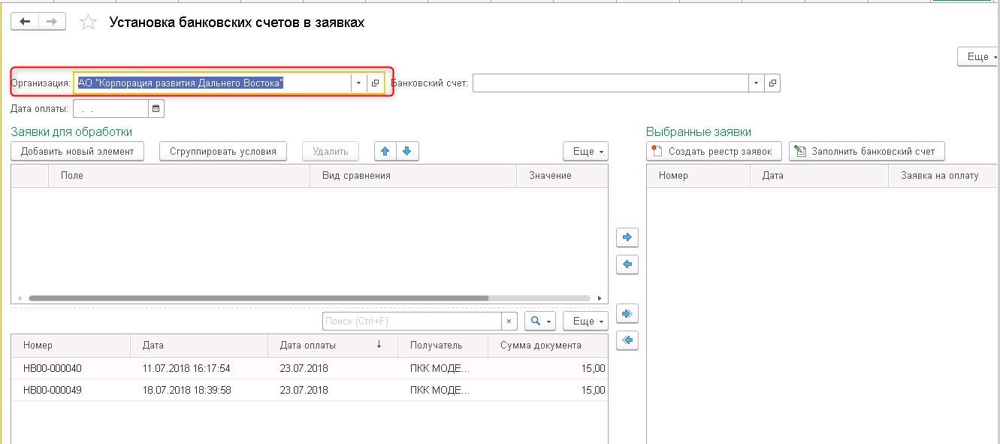 Установка банковских счетов в заявках
Еще
Организация: АО "Корпорация развития Дальнего Востока" Банковский счет:
Дата оплаты: . .
Заявки для обработки Выбранные заявки
Добавить новый элемент Сгруппировать условия Удалить Еще Создать реестр заявок Заполнить банковский счет
Поле Вид сравнения Значение Номер Дата Заявка на оплату
Поиск (Ctrl+F) × Еще
Номер Дата Дата оплаты ↓ Получатель Сумма документа
НВ00-000040 11.07.2018 16:17:54 23.07.2018 ПКК МОДЕ... 15,00
НВ00-000049 18.07.2018 18:39:58 23.07.2018 ПКК МОДЕ... 15,00